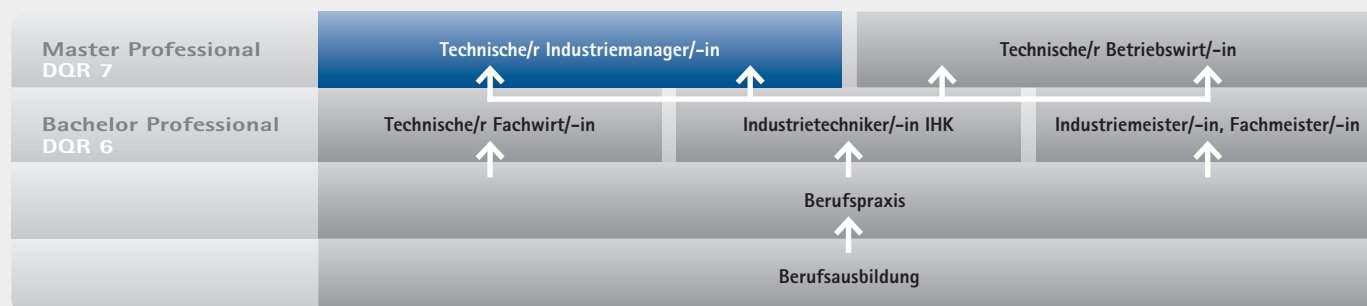 Master Professional
DQR 7
Technische/r Industriemanager/-in
Technische/r Betriebswirt/-in
Bachelor Professional
DQR 6
Technische/r Fachwirt/-in
Industrietechniker/-in IHK
Industriemeister/-in, Fachmeister/-in
Berufspraxis
Berufsausbildung